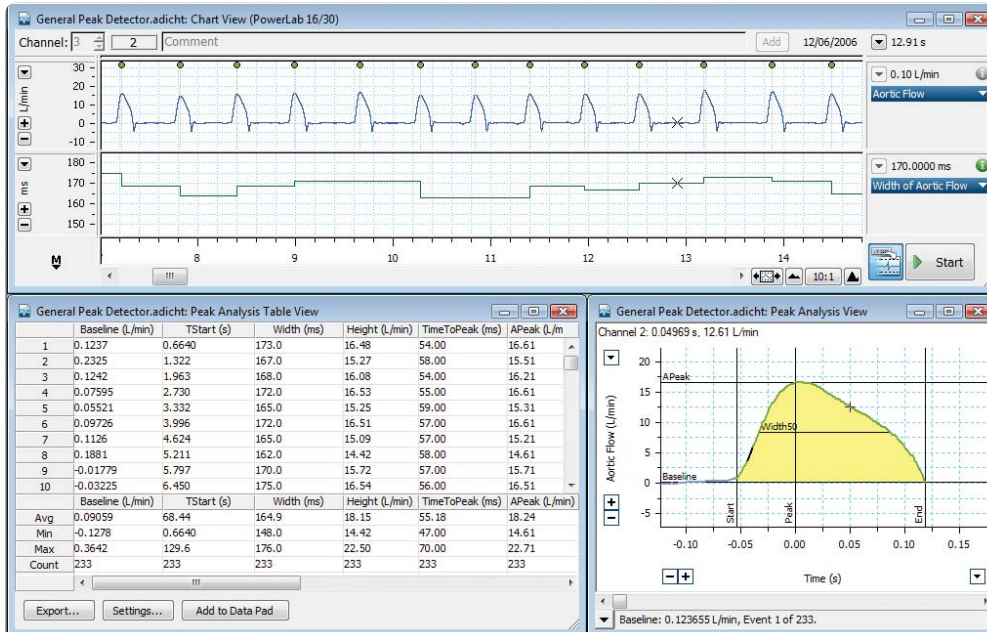 General Peak Detector.adicht: Chart View (PowerLab 16/30)
Channel: 3 2 Comment Add 12/06/2006 12.91 s
30
20
10
0
-10
L/min
0.10 L/min
Aortic Flow
180
170
160
150
ms
170.0000 ms
Width of Aortic Flow
M
8 9 10 11 12 13 14
10:1
Start
General Peak Detector.adicht: Peak Analysis Table View
Baseline (L/min) TStart (s) Width (ms) Height (L/min) TimeToPeak (ms) APeak (L/m
1 0.1237 0.6640 173.0 16.48 54.00 16.61
2 0.2325 1.322 167.0 15.27 58.00 15.51
3 0.1242 1.963 168.0 16.08 54.00 16.21
4 0.07595 2.730 172.0 16.53 55.00 16.61
5 0.05521 3.332 165.0 15.25 59.00 15.31
6 0.09726 3.996 172.0 16.51 57.00 16.61
7 0.1126 4.624 165.0 15.09 57.00 15.21
8 0.1881 5.211 162.0 14.42 58.00 14.61
9 -0.01779 5.797 170.0 15.72 57.00 15.71
10 -0.03225 6.450 175.0 16.54 56.00 16.51
Baseline (L/min) TStart (s) Width (ms) Height (L/min) TimeToPeak (ms) APeak (L/min)
Avg 0.09059 68.44 164.9 18.15 55.18 18.24
Min -0.1278 0.6640 148.0 14.42 47.00 14.61
Max 0.3642 129.6 176.0 22.50 70.00 22.71
Count 233 233 233 233 233 233
Export... Settings... Add to Data Pad
General Peak Detector.adicht: Peak Analysis View
Channel 2: 0.04969 s, 12.61 L/min
20
15
10
5
0
-5
Aortic Flow (L/min)
APeak
Width50
Baseline
Start
Peak
End
-0.10 -0.05 0.00 0.05 0.10 0.15
Time (s)
Baseline: 0.123655 L/min, Event 1 of 233.